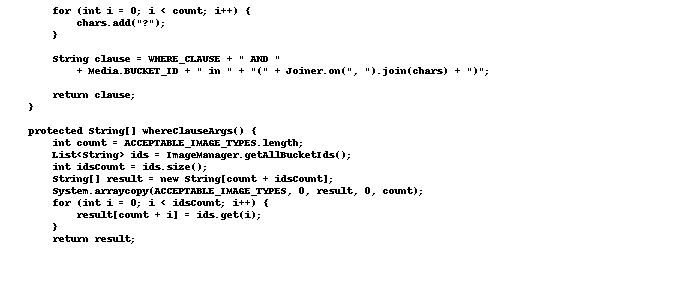 for (int i = 0; i < count; i++) {
chars.add("?");
}
String clause = WHERE_CLAUSE + " AND "
+ Media.BUCKET_ID + " in " + "(" + Joiner.on(", ").join(chars) + ")";
return clause;
}
protected String[] whereClauseArgs() {
int count = ACCEPTABLE_IMAGE_TYPES.length;
List<String> ids = ImageManager.getAllBucketIds();
int idsCount = ids.size();
String[] result = new String[count + idsCount];
System.arraycopy(ACCEPTABLE_IMAGE_TYPES, 0, result, 0, count);
for (int i = 0; i < idsCount; i++) {
result[count + i] = ids.get(i);
}
return result;